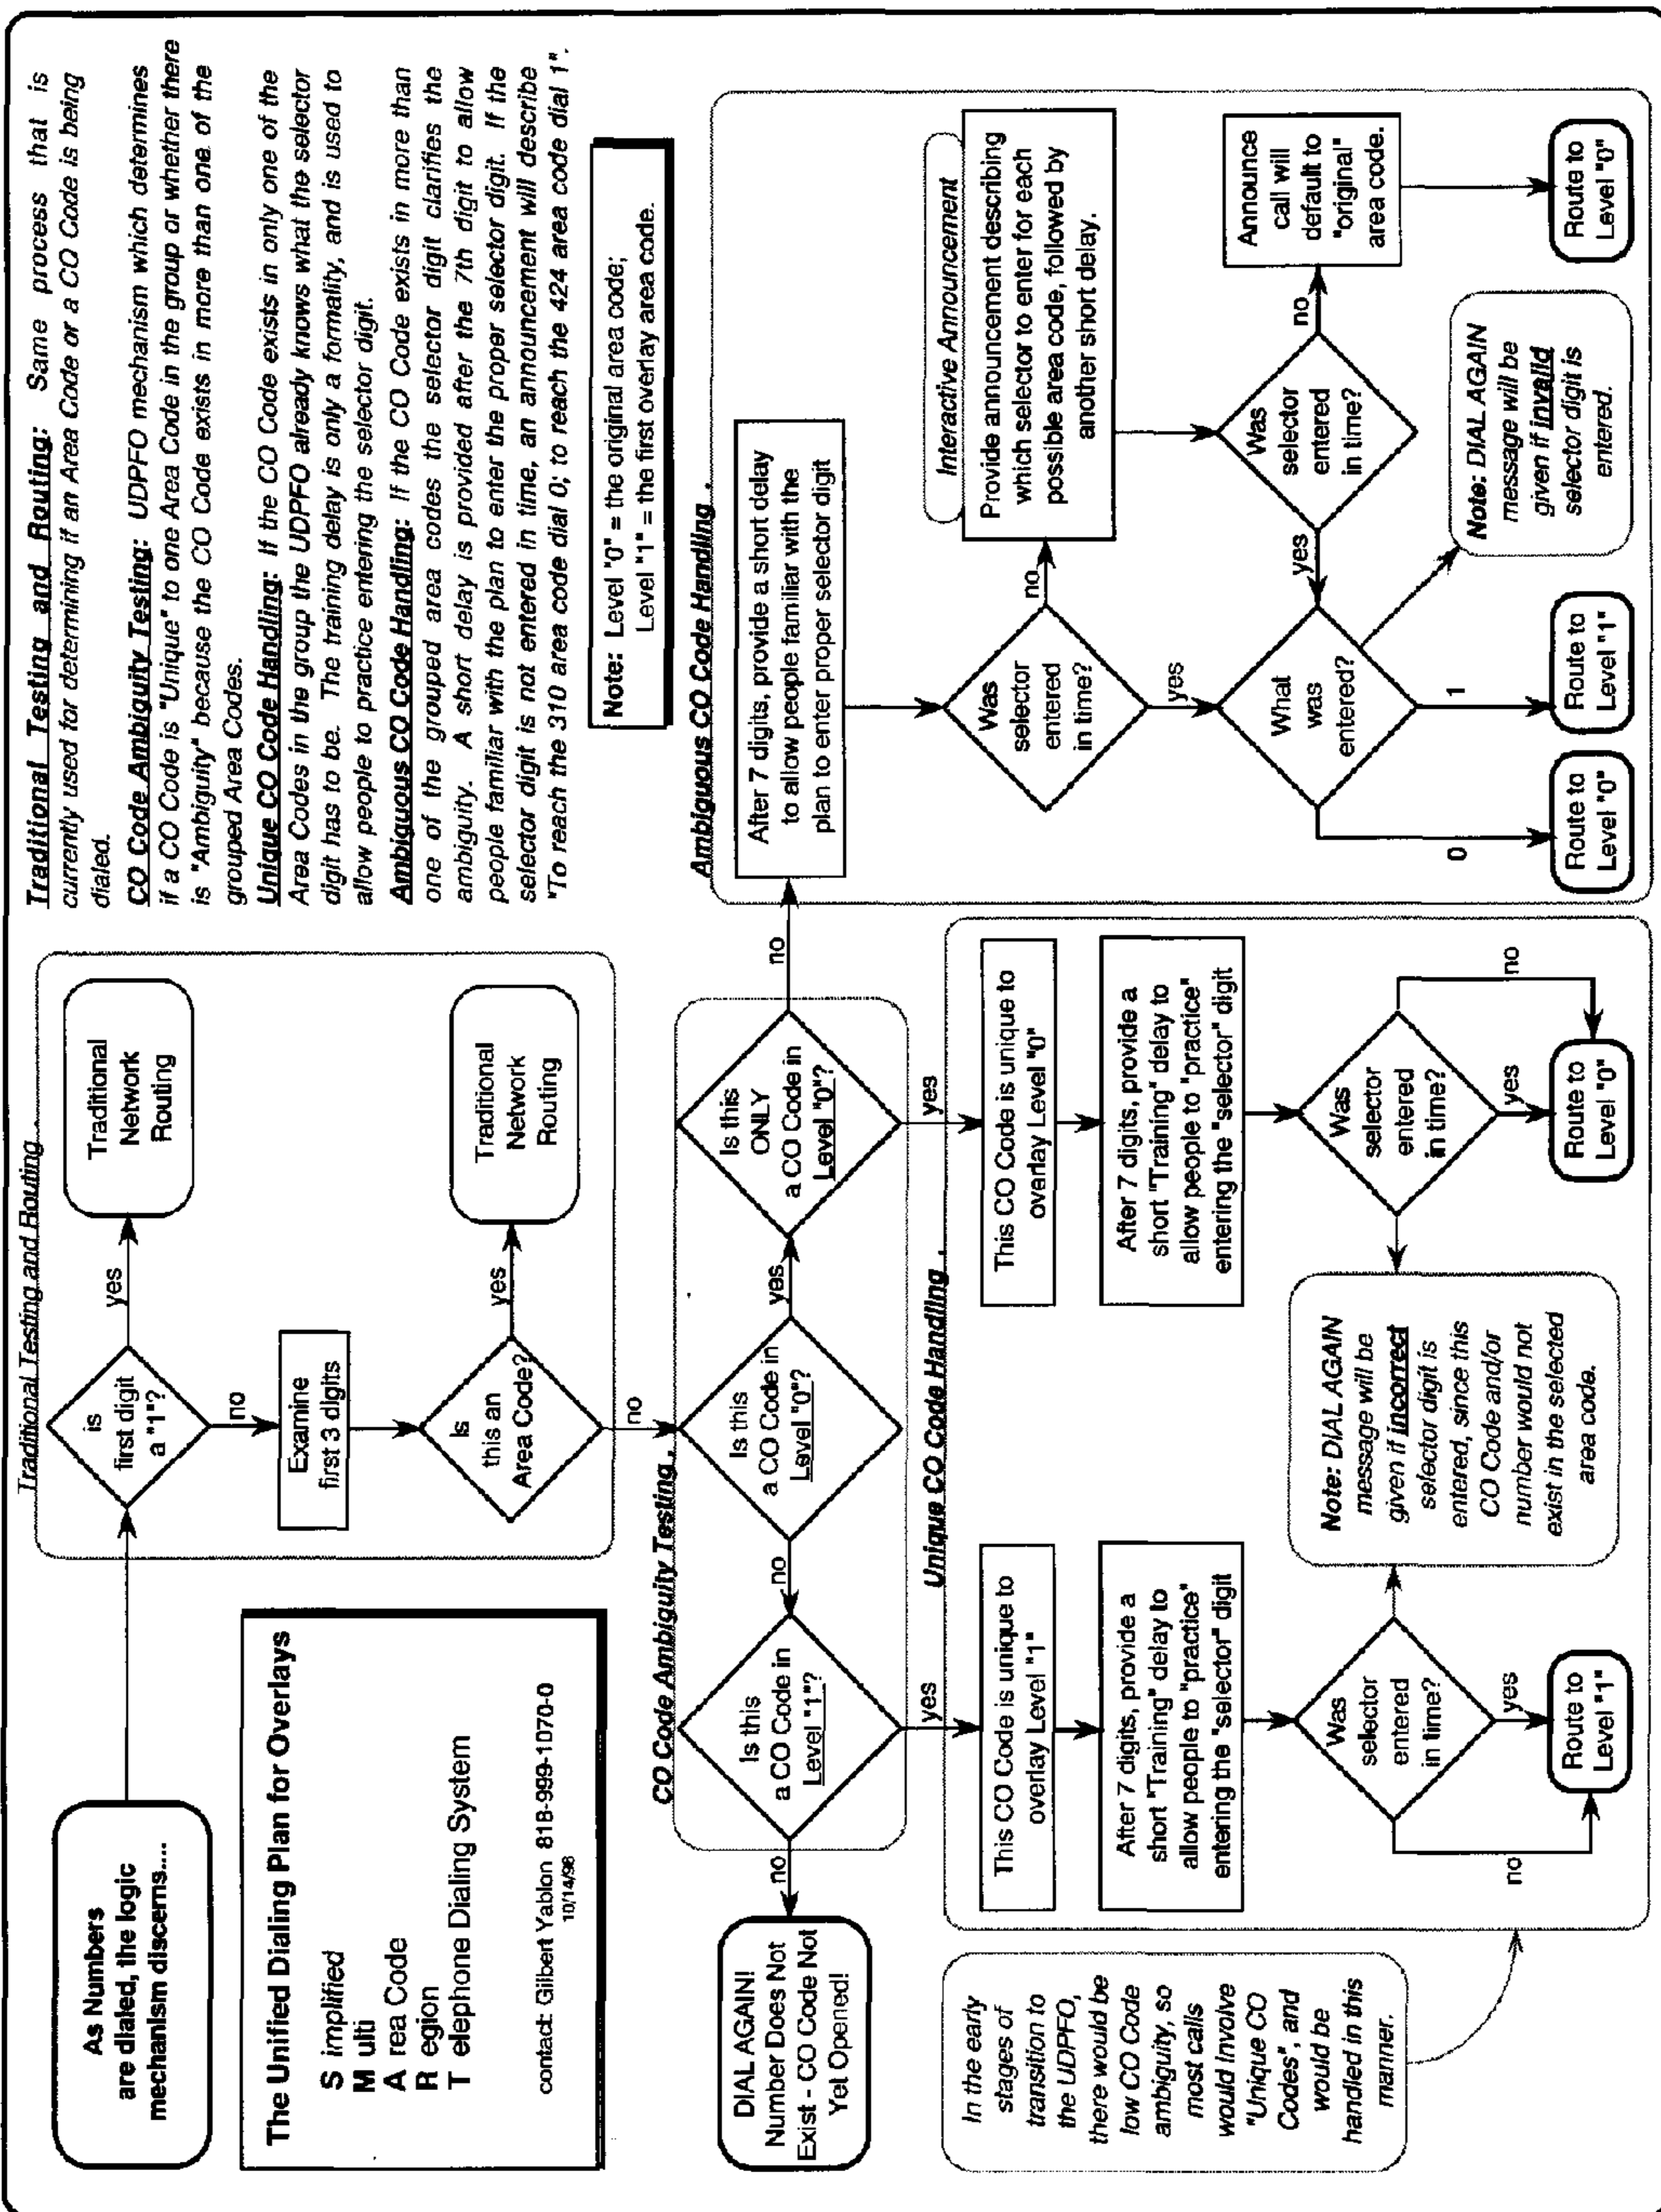 As Numbers
are dialed, the logic
mechanism discerns....
The Unified Dialing Plan for Overlays
S implified
M ulti
A rea Code
R egion
T elephone Dialing System
contact: Gilbert Yablon 818-999-1070-0
10/14/98
Traditional Testing and Routing
is
first digit
a "1"?
yes
Traditional
Network
Routing
no
Examine
first 3 digits
Is
this an
Area Code?
yes
Traditional
Network
Routing
no
Traditional Testing and Routing: Same process that is
currently used for determining if an Area Code or a CO Code is being
dialed.
CO Code Ambiguity Testing: UDPFO mechanism which determines
if a CO Code is "Unique" to one Area Code in the group or whether there
is "Ambiguity" because the CO Code exists in more than one of the
grouped Area Codes.
Unique CO Code Handling: If the CO Code exists in only one of the
Area Codes in the group the UDPFO already knows what the selector
digit has to be. The training delay is only a formality, and is used to
allow people to practice entering the selector digit.
Ambiguous CO Code Handling: If the CO Code exists in more than
one of the grouped area codes the selector digit clarifies the
ambiguity. A short delay is provided after the 7th digit to allow
people familiar with the plan to enter the proper selector digit. If the
selector digit is not entered in time, an announcement will describe
"To reach the 310 area code dial 0; to reach the 424 area code dial 1".
Note: Level "0" = the original area code;
Level "1" = the first overlay area code.
CO Code Ambiguity Testing .
DIAL AGAIN!
Number Does Not
Exist - CO Code Not
Yet Opened!
no
Is this
a CO Code in
Level "1"?
no
Is this
a CO Code in
Level "0"?
yes
Is this
ONLY
a CO Code in
Level "0"?
no
yes
yes
Unique CO Code Handling .
In the early
stages of
transition to
the UDPFO,
there would be
low CO Code
ambiguity, so
most calls
would involve
"Unique CO
Codes", and
would be
handled in this
manner.
This CO Code is unique to
overlay Level "1"
After 7 digits, provide a
short "Training" delay to
allow people to "practice"
entering the "selector" digit
Was
selector
entered
in time?
no
yes
Route to
Level "1"
Note: DIAL AGAIN
message will be
given if incorrect
selector digit is
entered, since this
CO Code and/or
number would not
exist in the selected
area code.
This CO Code is unique to
overlay Level "0"
After 7 digits, provide a
short "Training" delay to
allow people to "practice"
entering the "selector" digit
Was
selector
entered
in time?
no
yes
Route to
Level "0"
Ambiguous CO Code Handling .
After 7 digits, provide a short delay
to allow people familiar with the
plan to enter proper selector digit
Was
selector
entered
in time?
no
yes
Interactive Announcement
Provide announcement describing
which selector to enter for each
possible area code, followed by
another short delay.
Was
selector
entered
in time?
yes
no
Announce
call will
default to
"original"
area code.
Route to
Level "0"
What
was
entered?
0
1
Route to
Level "0"
Route to
Level "1"
Note: DIAL AGAIN
message will be
given if invalid
selector digit is
entered.